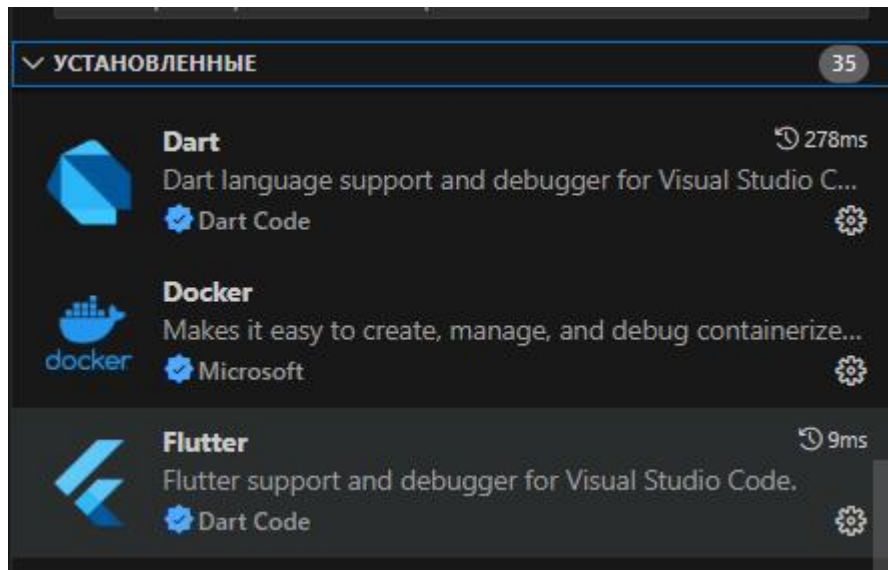 УСТАНОВЛЕННЫЕ 35
Dart 278ms
Dart language support and debugger for Visual Studio C...
Dart Code
Docker
Makes it easy to create, manage, and debug containerize...
docker
Microsoft
Flutter 9ms
Flutter support and debugger for Visual Studio Code.
Dart Code